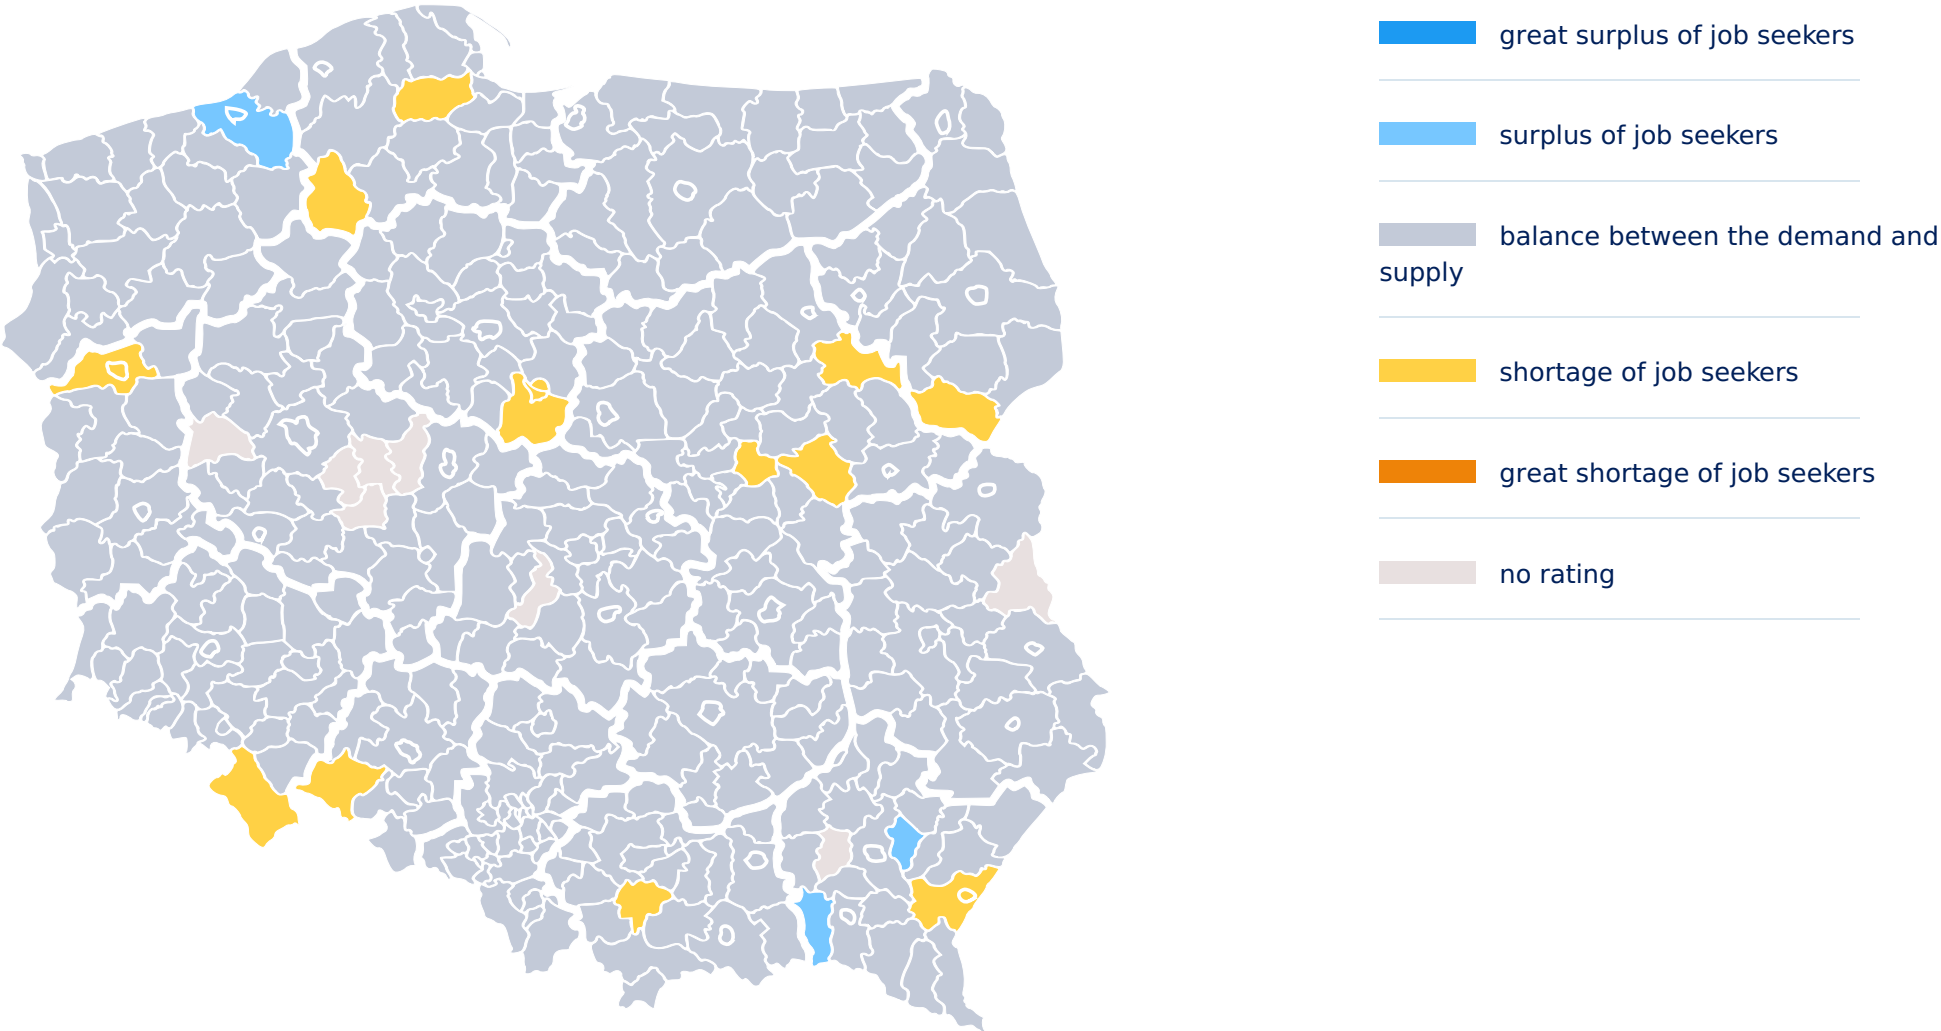 great surplus of job seekers
surplus of job seekers
balance between the demand and
supply
shortage of job seekers
great shortage of job seekers
no rating